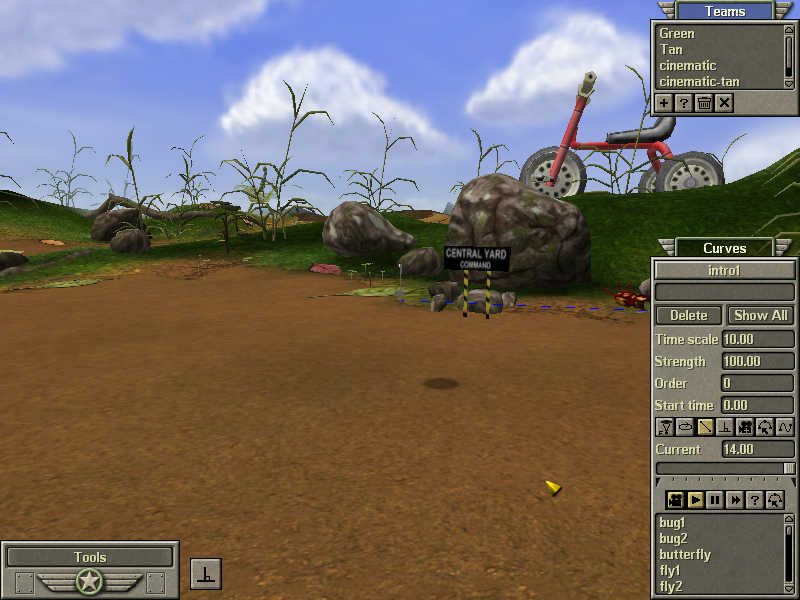 Teams
Green
Tan
cinematic
cinematic-tan
+ ? X
CENTRAL YARD
COMMAND
Curves
intro1
Delete Show All
Time scale 10.00
Strength 100.00
Order 0
Start time 0.00
Current 14.00
?
bug1
bug2
butterfly
fly1
fly2
Tools